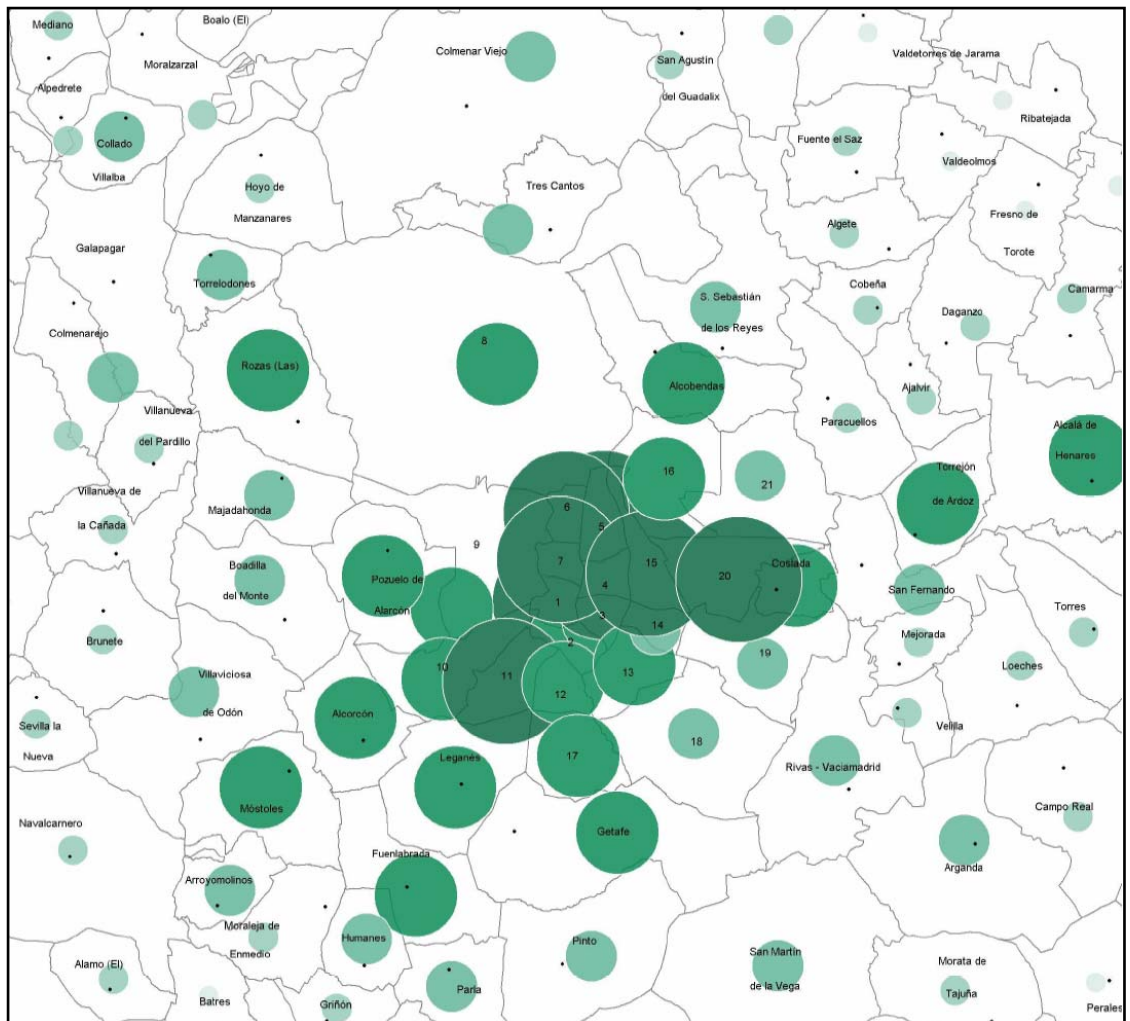 Mediano
Boalo (El)
Moralzarzal
Colmenar Viejo
San Agustín
del Guadalix
Valdetorres de Jarama
Alpedrete
Ribatejada
Collado
Villalba
Fuente el Saz
Valdeolmos
Hoyo de
Manzanares
Tres Cantos
Fresno de
Torote
Algete
Galapagar
Torrelodones
Cobeña
Camarma
S. Sebastián
de los Reyes
Daganzo
Colmenarejo
8
Rozas (Las)
Alcobendas
Ajalvir
Villanueva
del Pardillo
Paracuellos
Alcalá de
Henares
16
Torrejón
de Ardoz
21
Villanueva de
la Cañada
Majadahonda
6
5
9
7
15
20
Coslada
Boadilla
del Monte
Pozuelo de
Alarcón
4
1
3
San Fernando
14
Torres
Brunete
2
Mejorada
10
11
13
19
Loeches
12
Villaviciosa
de Odón
Alcorcón
Velilla
Sevilla la
Nueva
18
17
Leganés
Rivas - Vaciamadrid
Móstoles
Campo Real
Navalcarnero
Getafe
Fuenlabrada
Arganda
Arroyomolinos
Moraleja de
Enmedio
Humanes
Pinto
San Martín
de la Vega
Alamo (El)
Morata de
Tajuña
Parla
Batres
Griñón
Perales